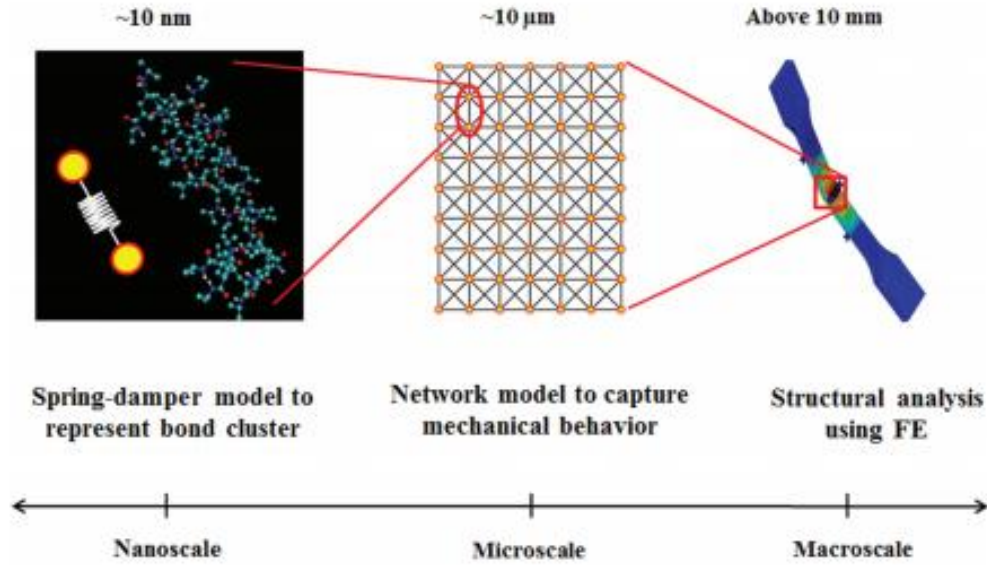 ~10 nm
~10 µm
Above 10 mm
Spring-damper model to
represent bond cluster
Network model to capture
mechanical behavior
Structural analysis
using FE
Nanoscale
Microscale
Macroscale